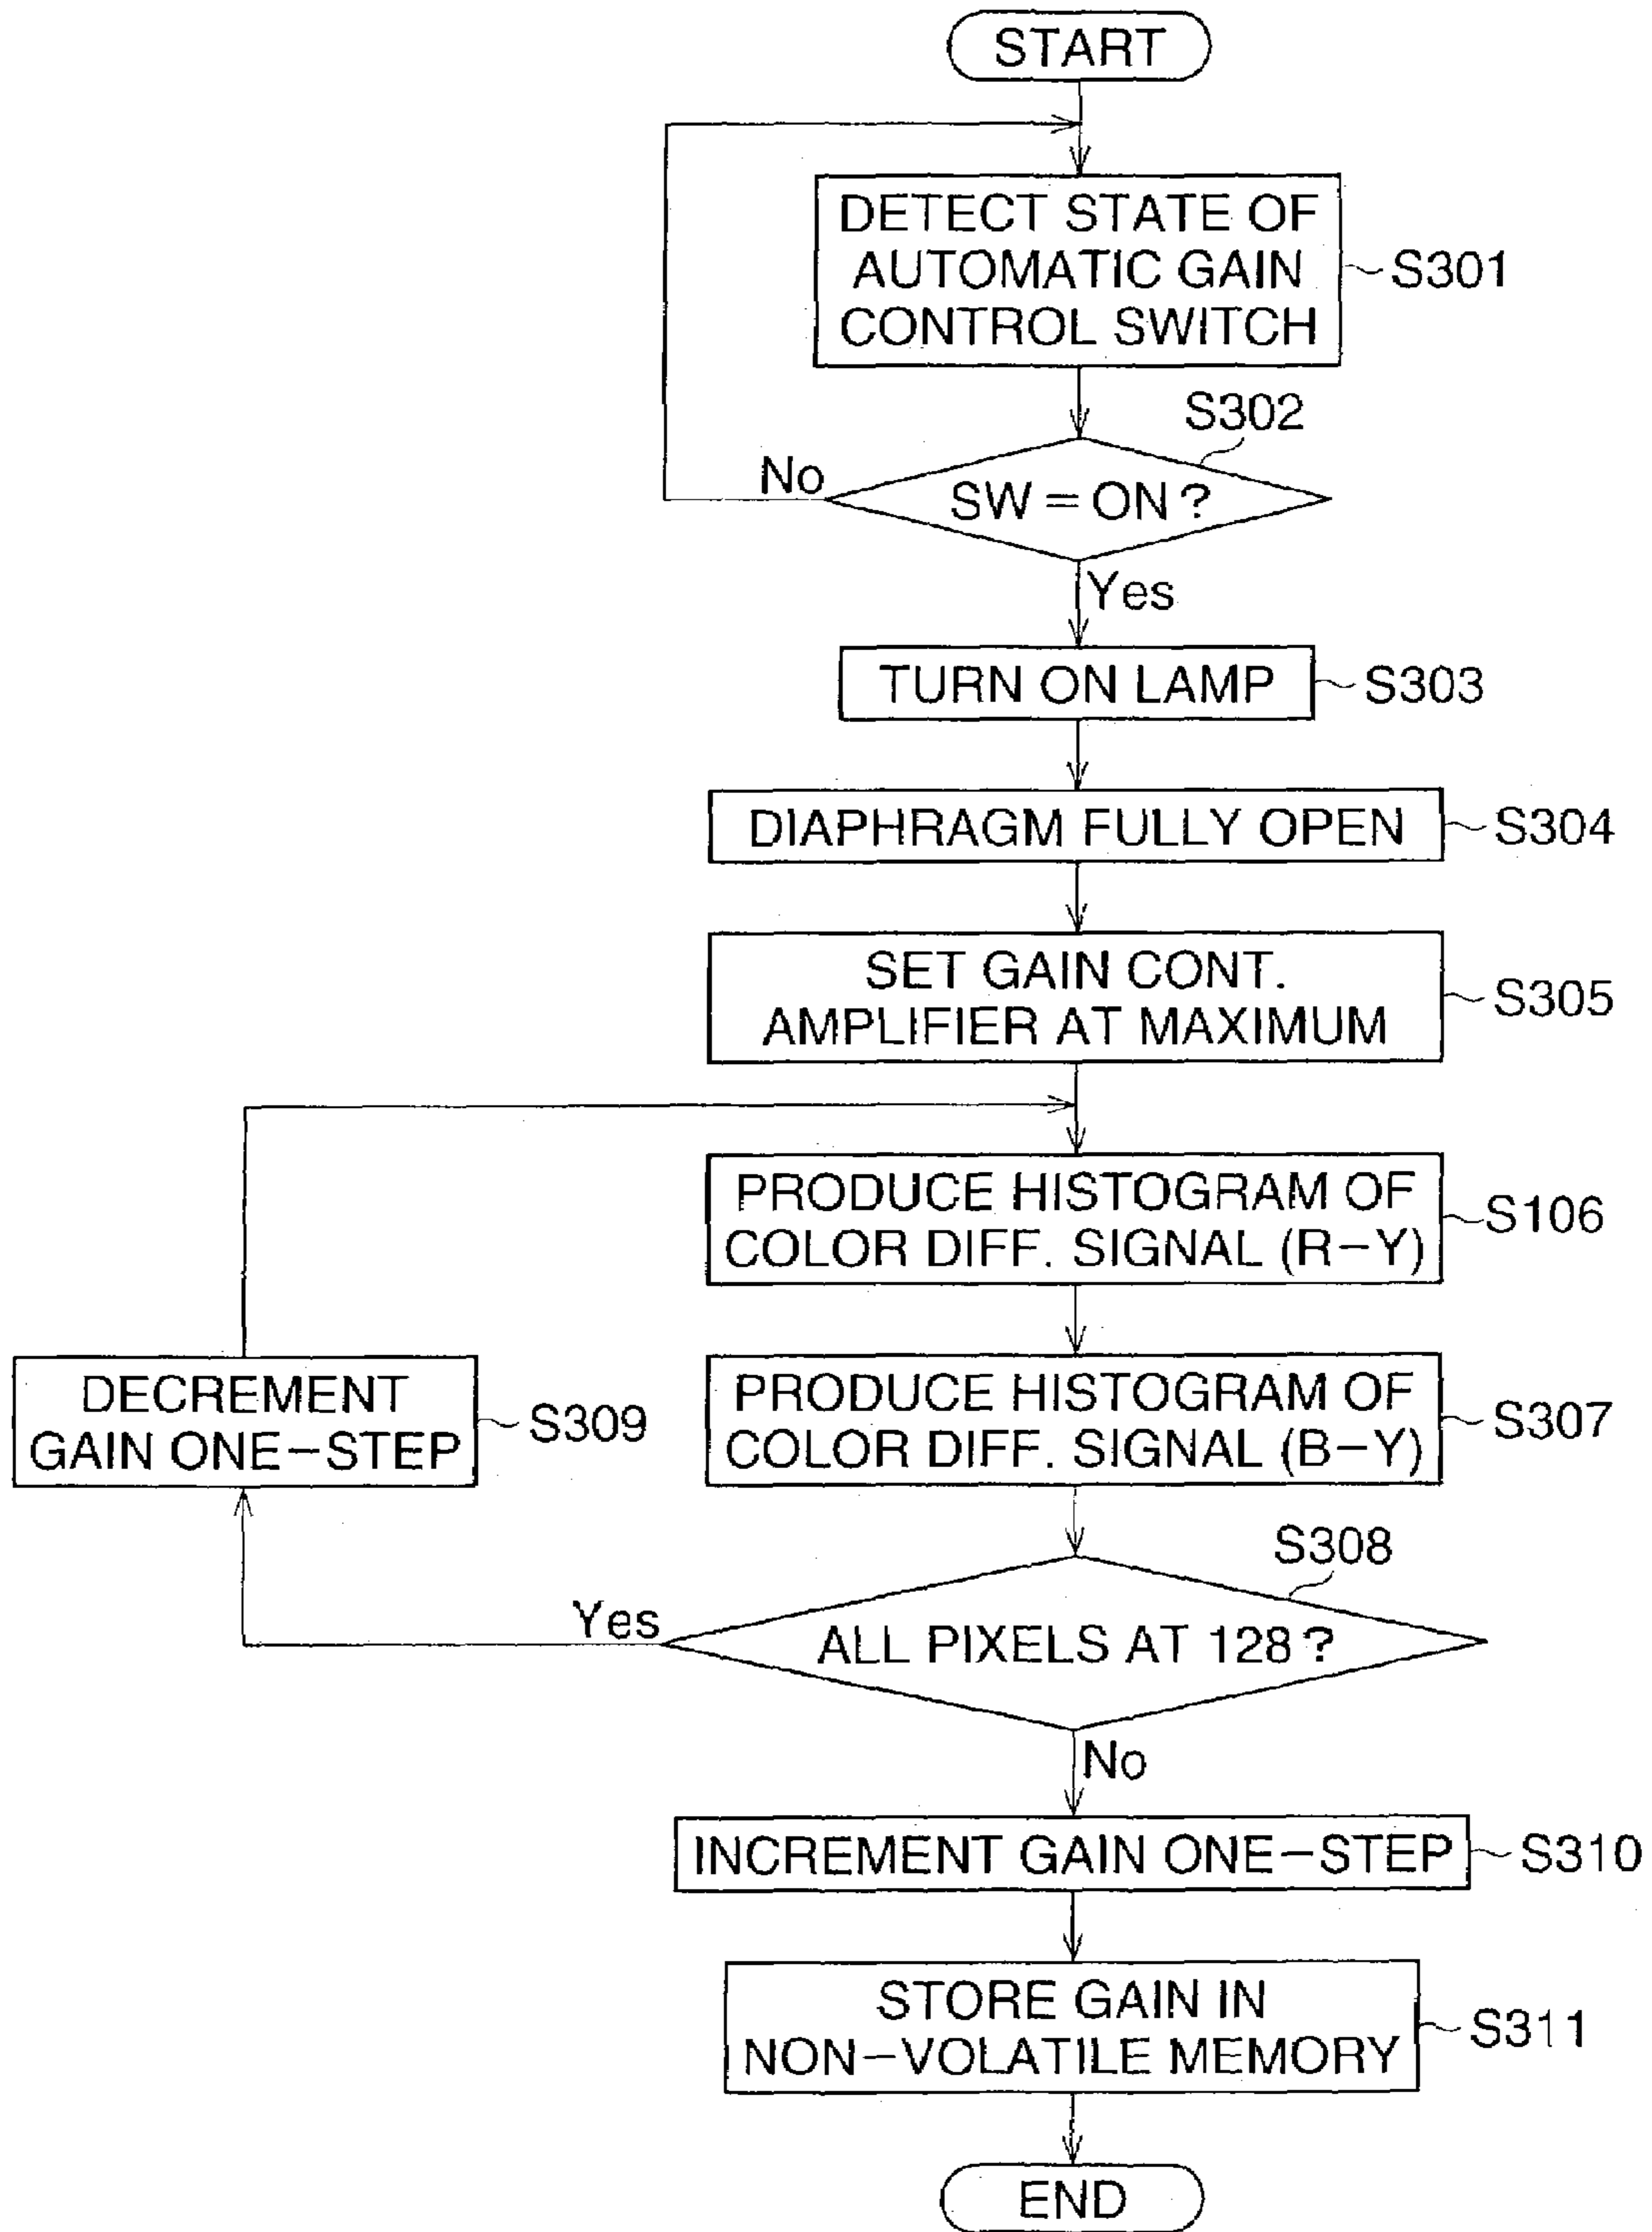 START
DETECT STATE OF
AUTOMATIC GAIN
CONTROL SWITCH
S301
S302
SW = ON ?
No
Yes
TURN ON LAMP
S303
DIAPHRAGM FULLY OPEN
S304
SET GAIN CONT.
AMPLIFIER AT MAXIMUM
S305
PRODUCE HISTOGRAM OF
COLOR DIFF. SIGNAL (R-Y)
S106
PRODUCE HISTOGRAM OF
COLOR DIFF. SIGNAL (B-Y)
S307
DECREMENT
GAIN ONE-STEP
S309
S308
ALL PIXELS AT 128 ?
Yes
No
INCREMENT GAIN ONE-STEP
S310
STORE GAIN IN
NON-VOLATILE MEMORY
S311
END